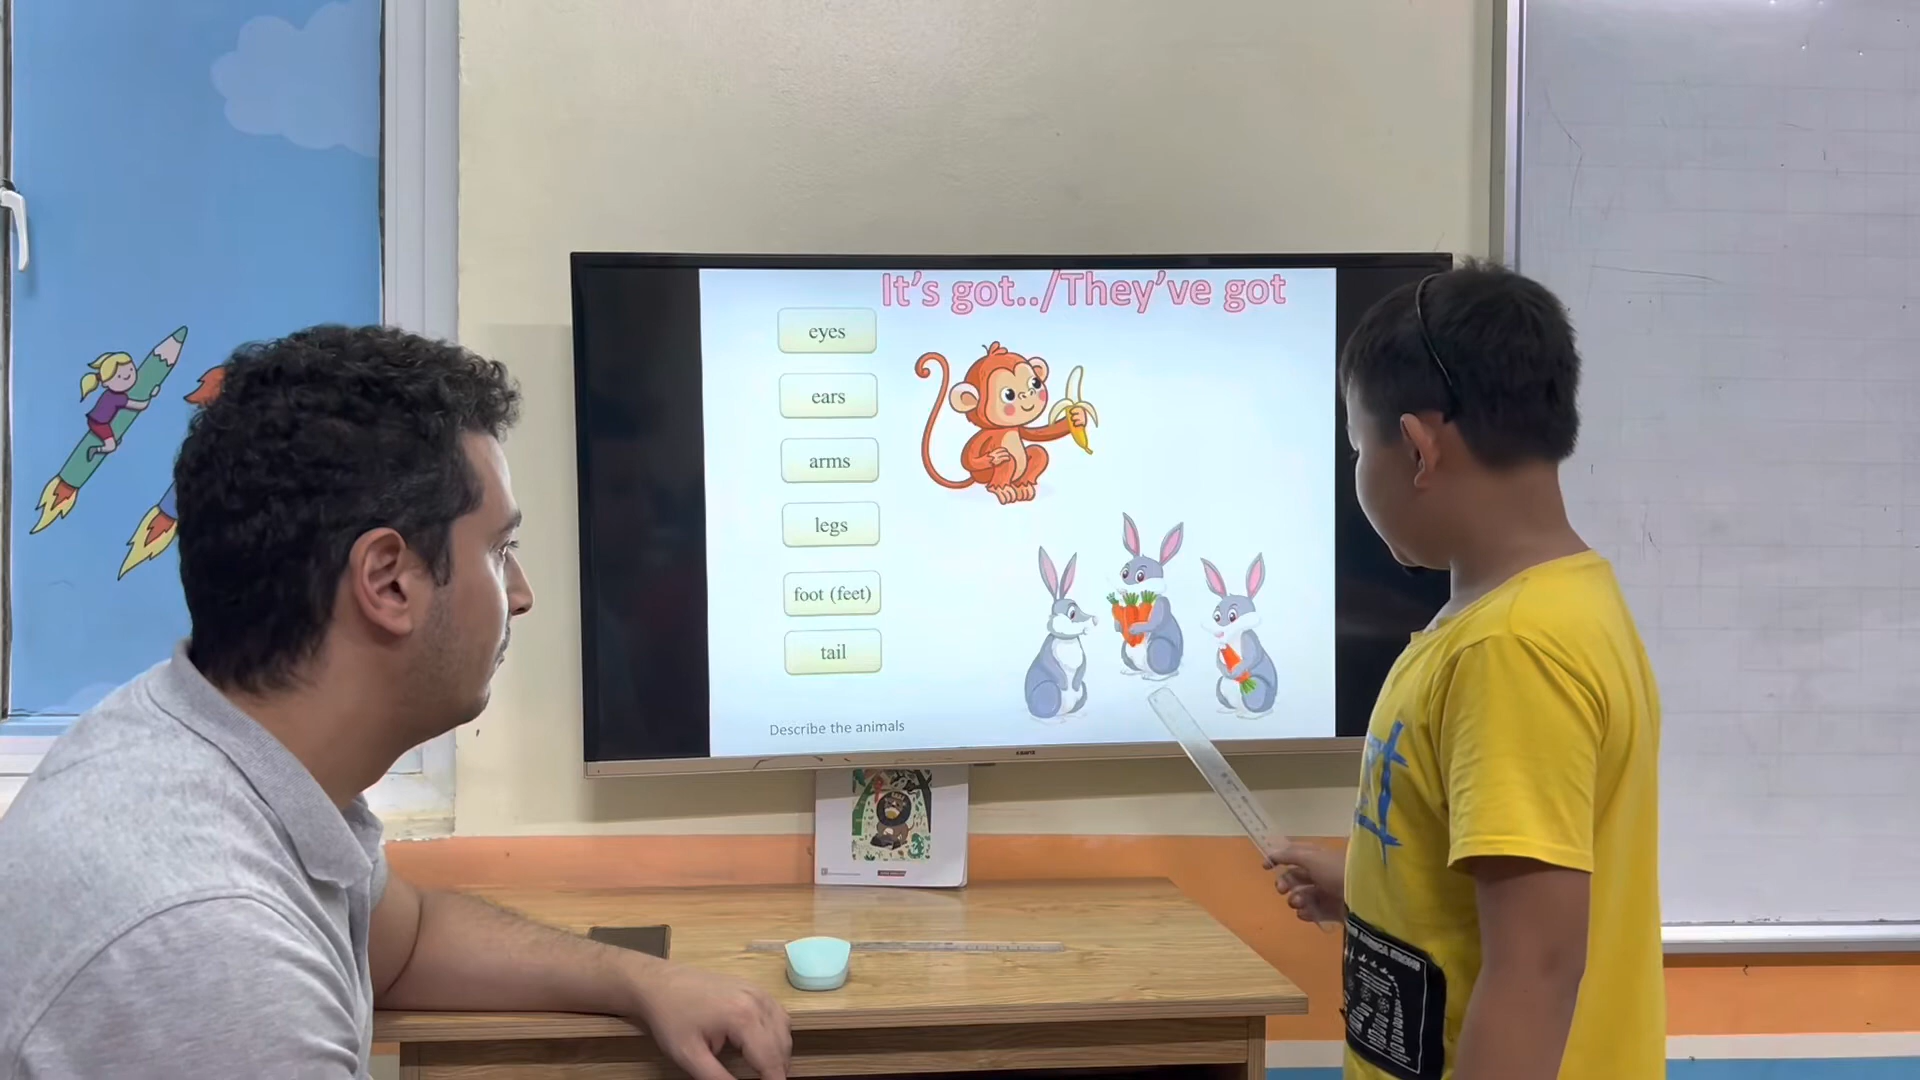 It's got../They've got
eyes
ears
arms
legs
foot (feet)
tail
Describe the animals